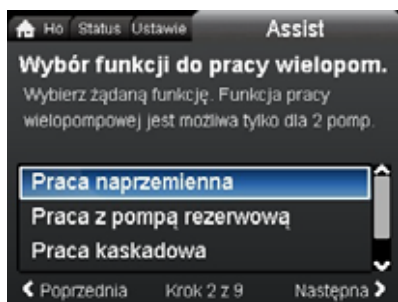 Ho Status Ustawie Assist
Wybór funkcji do pracy wielopom.
Wybierz żądaną funkcję. Funkcja pracy
wielopompowej jest możliwa tylko dla 2 pomp.
Praca naprzemienna
Praca z pompą rezerwową
Praca kaskadowa
Poprzednia Krok 2 z 9 Następna